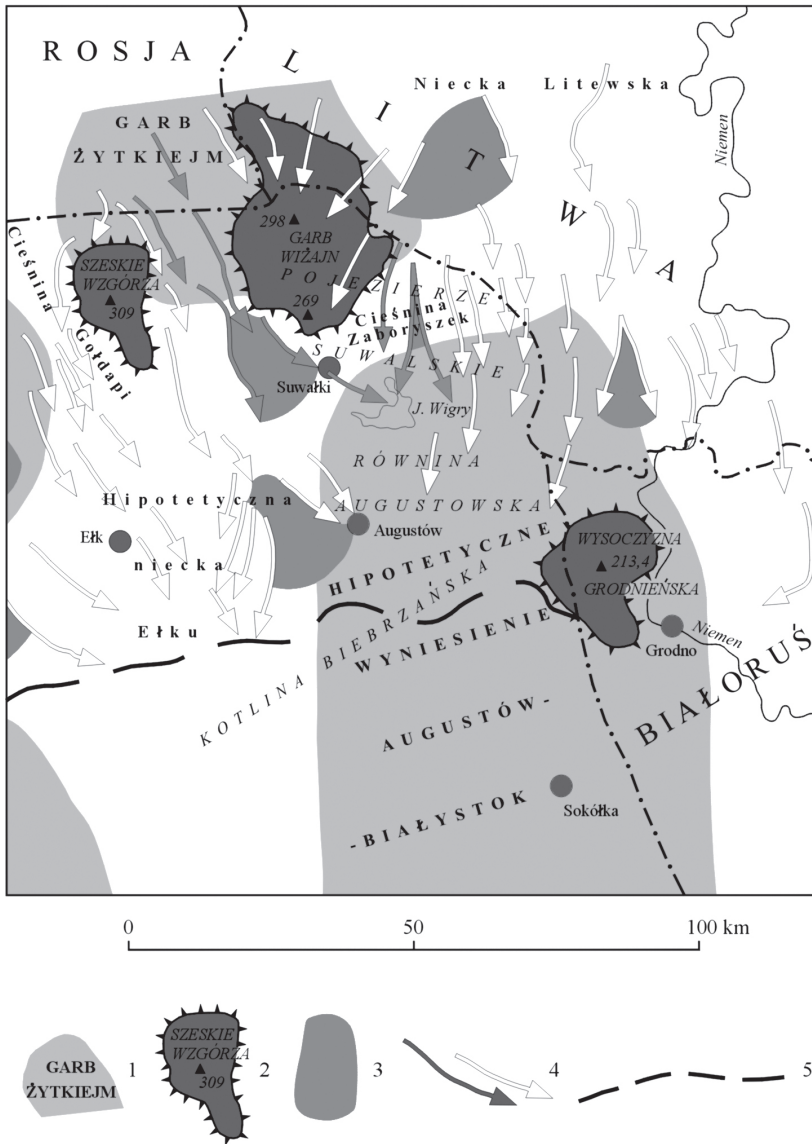 ROSJA
LITWA
Niecka Litewska
Niemen
GARB
ŻYTKIEJM
298
GARB
WIŻAJN
POJEZIERZE
269
SUWALSKIE
Cieśnina
Zaboryszek
Cieśnina
Gołdapi
SZESKIE
WZGÓRZA
309
Suwałki
J. Wigry
RÓWNINA
AUGUSTOWSKA
Hipotetyczna
niecka
Ełku
Ełk
Augustów
HIPOTETYCZNE
WYNIESIENIE
AUGUSTÓW-
-BIAŁYSTOK
KOTLINA BIEBRZAŃSKA
WYSOCZYZNA
213,4
GRODNIEŃSKA
Niemen
Grodno
BIAŁORUŚ
Sokółka
0 50 100 km
GARB
ŻYTKIEJM
1
SZESKIE
WZGÓRZA
309
2
3
4
5